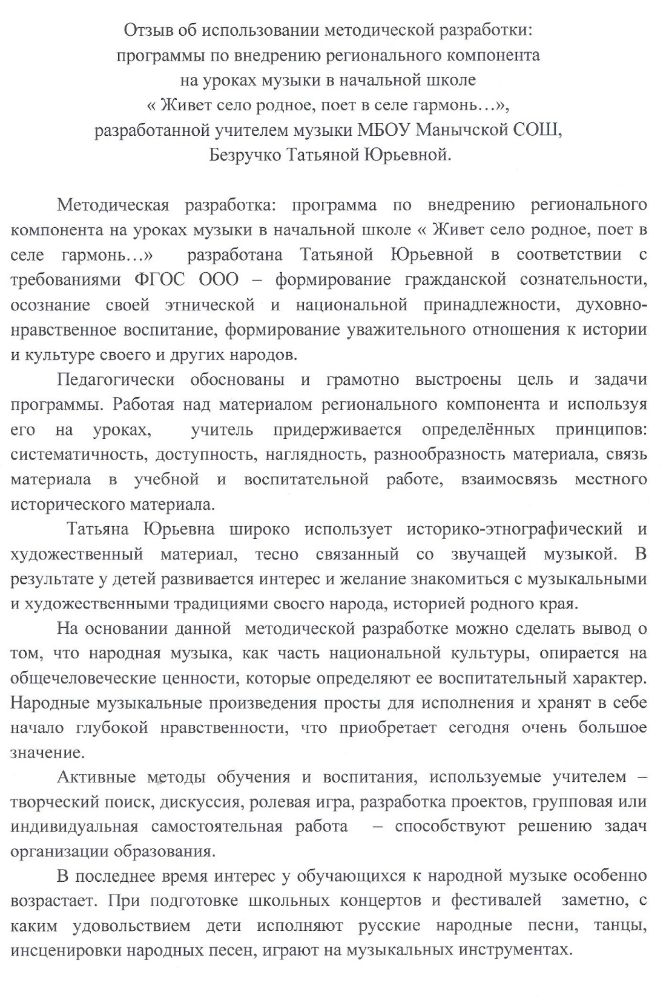 Отзыв об использовании методической разработки:
программы по внедрению регионального компонента
на уроках музыки в начальной школе
« Живет село родное, поет в селе гармонь…»,
разработанной учителем музыки МБОУ Манычской СОШ,
Безручко Татьяной Юрьевной.
Методическая разработка: программа по внедрению регионального
компонента на уроках музыки в начальной школе « Живет село родное, поет в
селе гармонь…» разработана Татьяной Юрьевной в соответствии с
требованиями ФГОС ООО – формирование гражданской сознательности,
осознание своей этнической и национальной принадлежности, духовно-
нравственное воспитание, формирование уважительного отношения к истории
и культуре своего и других народов.
Педагогически обоснованы и грамотно выстроены цель и задачи
программы. Работая над материалом регионального компонента и используя
его на уроках, учитель придерживается определённых принципов:
систематичность, доступность, наглядность, разнообразность материала, связь
материала в учебной и воспитательной работе, взаимосвязь местного
исторического материала.
Татьяна Юрьевна широко использует историко-этнографический и
художественный материал, тесно связанный со звучащей музыкой. В
результате у детей развивается интерес и желание знакомиться с музыкальными
и художественными традициями своего народа, историей родного края.
На основании данной методической разработке можно сделать вывод о
том, что народная музыка, как часть национальной культуры, опирается на
общечеловеческие ценности, которые определяют ее воспитательный характер.
Народные музыкальные произведения просты для исполнения и хранят в себе
начало глубокой нравственности, что приобретает сегодня очень большое
значение.
Активные методы обучения и воспитания, используемые учителем –
творческий поиск, дискуссия, ролевая игра, разработка проектов, групповая или
индивидуальная самостоятельная работа – способствуют решению задач
организации образования.
В последнее время интерес у обучающихся к народной музыке особенно
возрастает. При подготовке школьных концертов и фестивалей заметно, с
каким удовольствием дети исполняют русские народные песни, танцы,
инсценировки народных песен, играют на музыкальных инструментах.